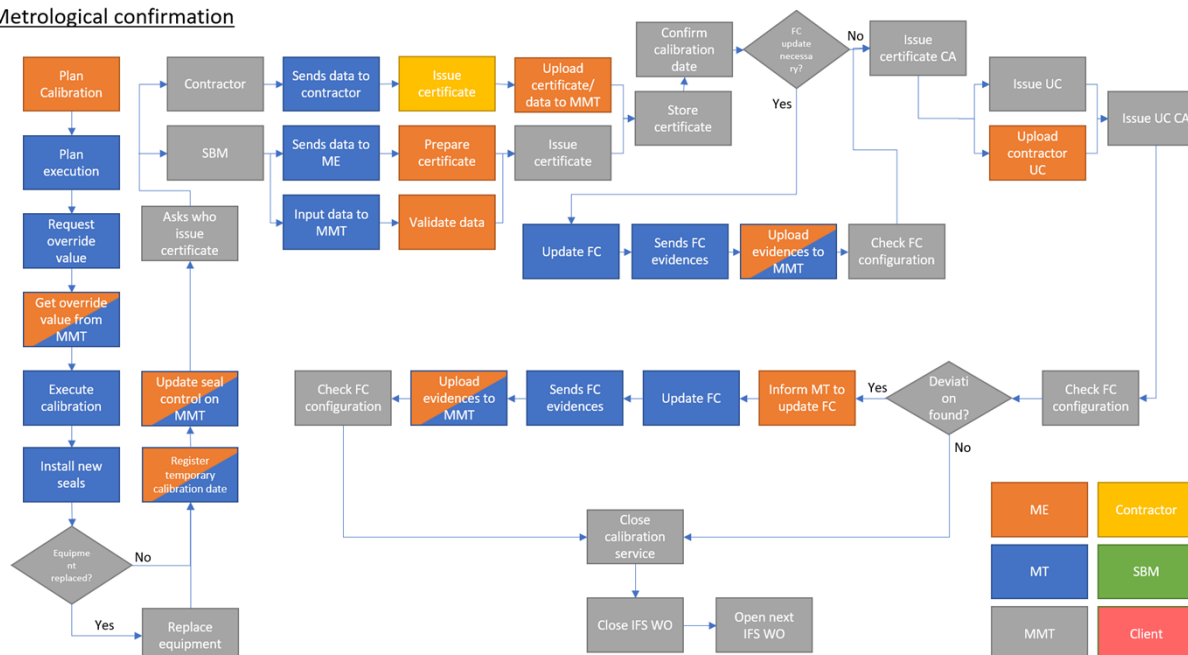 Metrological confirmation
Plan
Calibration
Plan
execution
Request
override
value
Get override
value from
MMT
Execute
calibration
Install new
seals
Equipme
nt
replaced?
No
Yes
Replace
equipment
Register
temporary
calibration date
Update seal
control on
MMT
Asks who
issue
certificate
Contractor
Sends data to
contractor
Issue
certificate
Upload
certificate/
data to MMT
SBM
Sends data to
ME
Prepare
certificate
Issue
certificate
Input data to
MMT
Validate data
Store
certificate
Confirm
calibration
date
FC
update
necessa
ry?
No
Yes
Update FC
Sends FC
evidences
Upload
evidences to
MMT
Check FC
configuration
Issue
certificate CA
Issue UC
Upload
contractor
UC
Issue UC CA
Check FC
configuration
Deviati
on
found?
Yes
No
Inform MT to
update FC
Update FC
Sends FC
evidences
Upload
evidences to
MMT
Check FC
configuration
Close
calibration
service
Close IFS WO
Open next
IFS WO
ME
Contractor
MT
SBM
MMT
Client